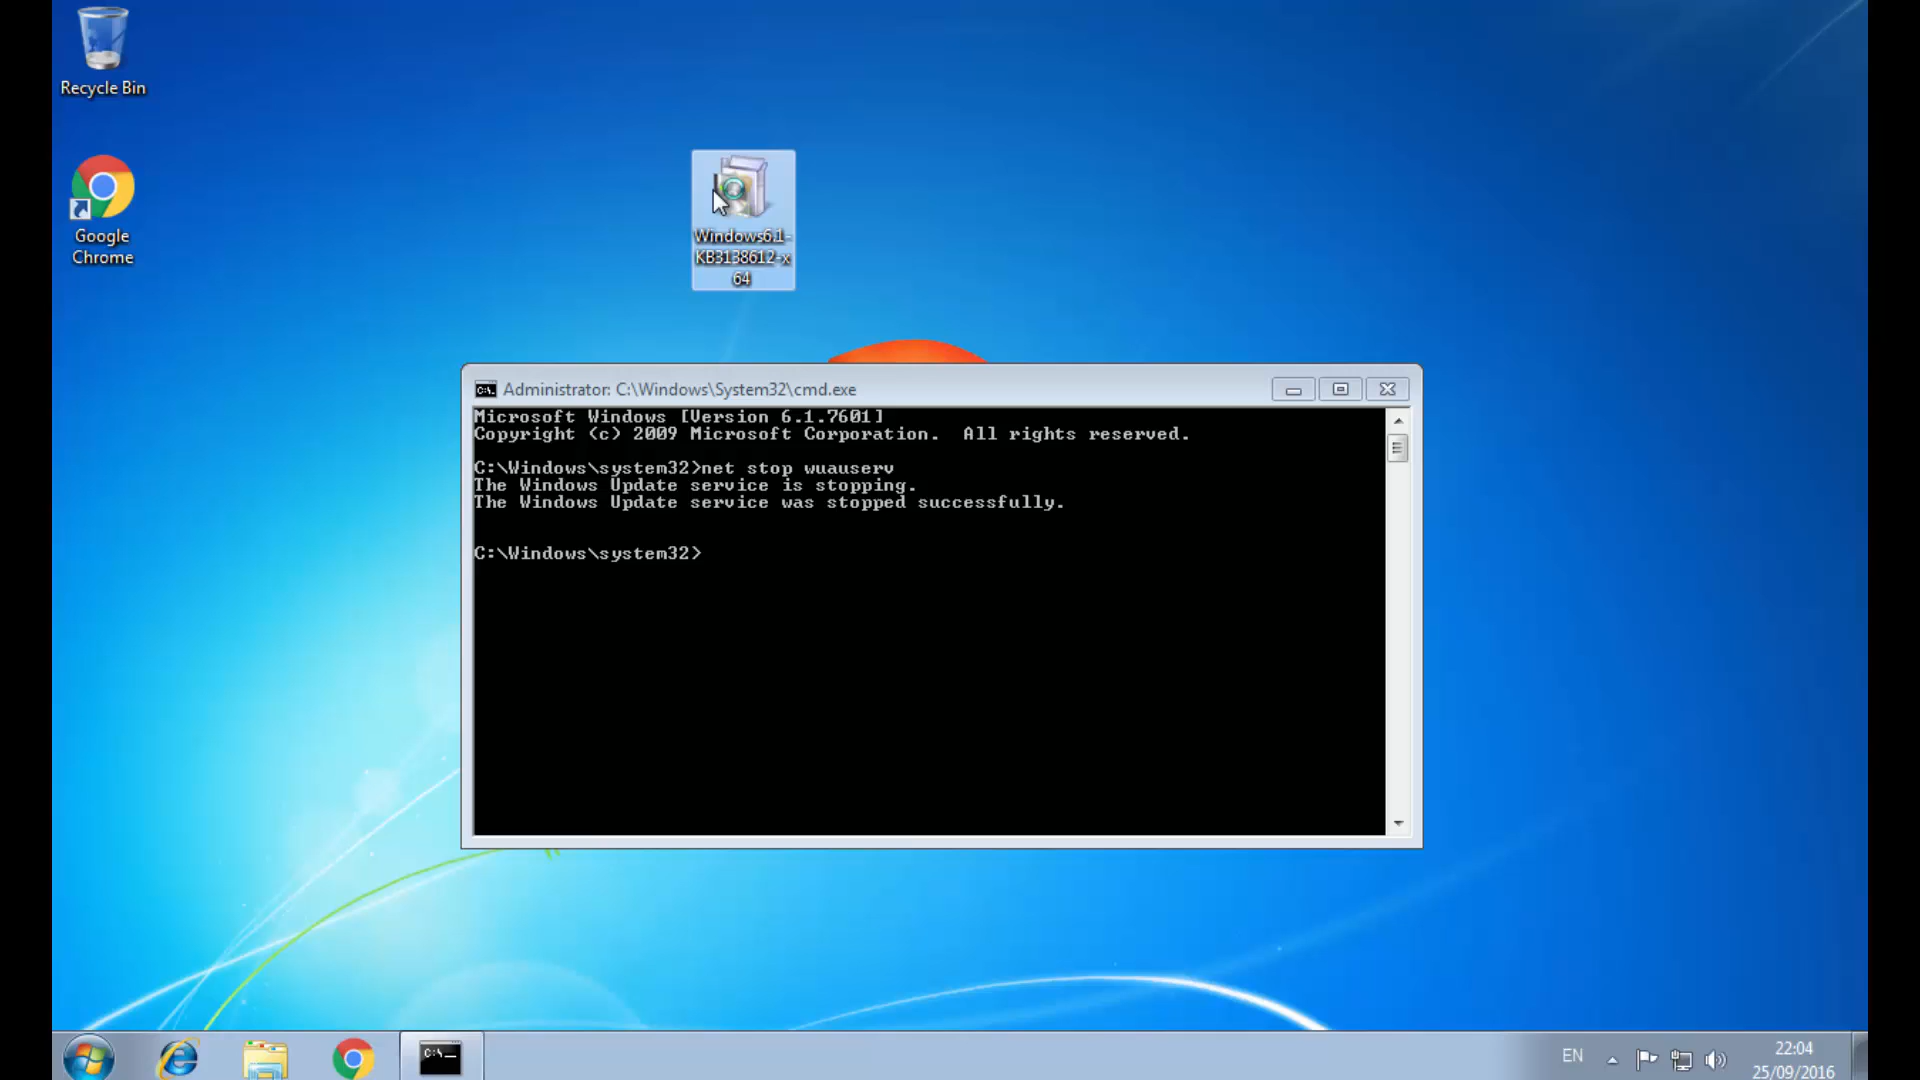 Recycle Bin
Google
Chrome
Windows6.1-
KB3138612-x
64
Administrator: C:\Windows\System32\cmd.exe
Microsoft Windows [Version 6.1.7601]
Copyright (c) 2009 Microsoft Corporation.  All rights reserved.
C:\Windows\system32>net stop wuauserv
The Windows Update service is stopping.
The Windows Update service was stopped successfully.
C:\Windows\system32>
EN
22:04
25/09/2016